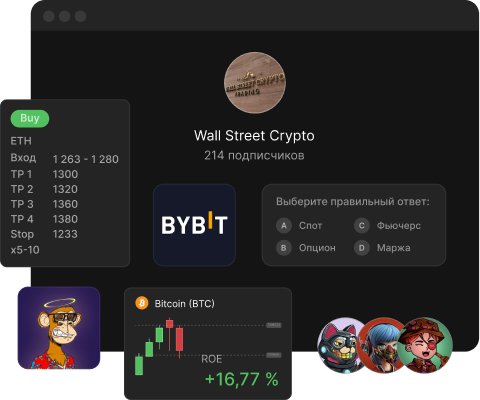 WALL STREET CRYPTO
TRADING
Wall Street Crypto
214 подписчиков
Buy
ETH
Вход 1 263 - 1 280
TP 1 1300
TP 2 1320
TP 3 1360
TP 4 1380
Stop 1233
x5-10
BYBIT
Выберите правильный ответ:
A Спот
C Фьючерс
B Опцион
D Маржа
Bitcoin (BTC)
ROE
+16,77 %